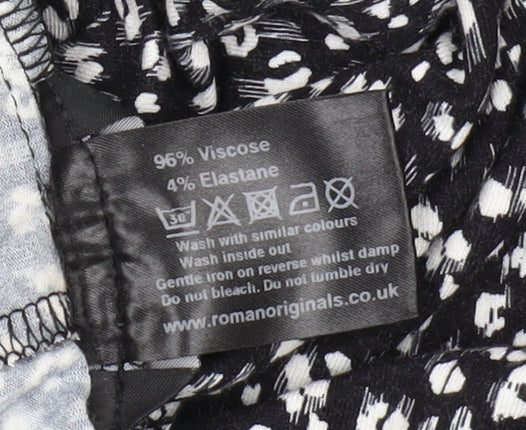 96% Viscose
4% Elastane
30°
Wash with similar colours
Wash inside out
Gentle iron on reverse whilst damp
Do not bleach. Do not tumble dry
www.romanoriginals.co.uk